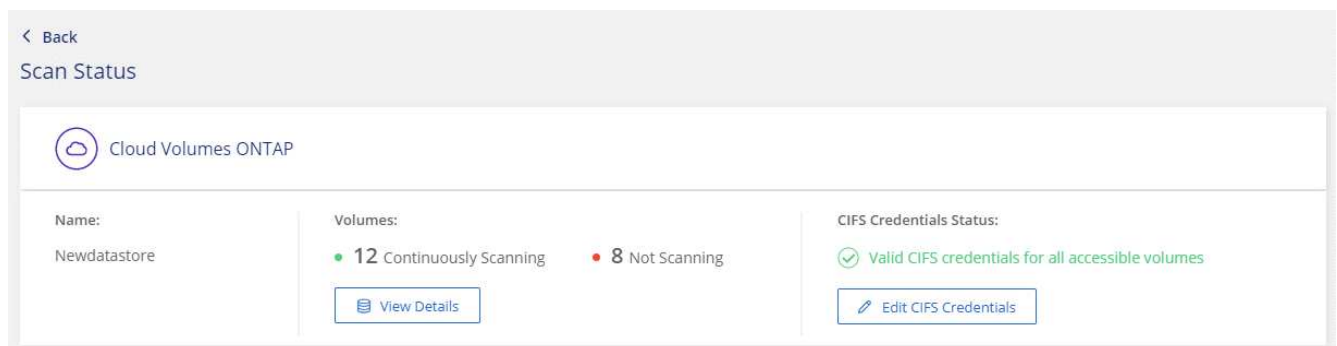 Back
Scan Status
Cloud Volumes ONTAP
Name:
Newdatastore
Volumes:
12 Continuously Scanning
8 Not Scanning
View Details
CIFS Credentials Status:
Valid CIFS credentials for all accessible volumes
Edit CIFS Credentials